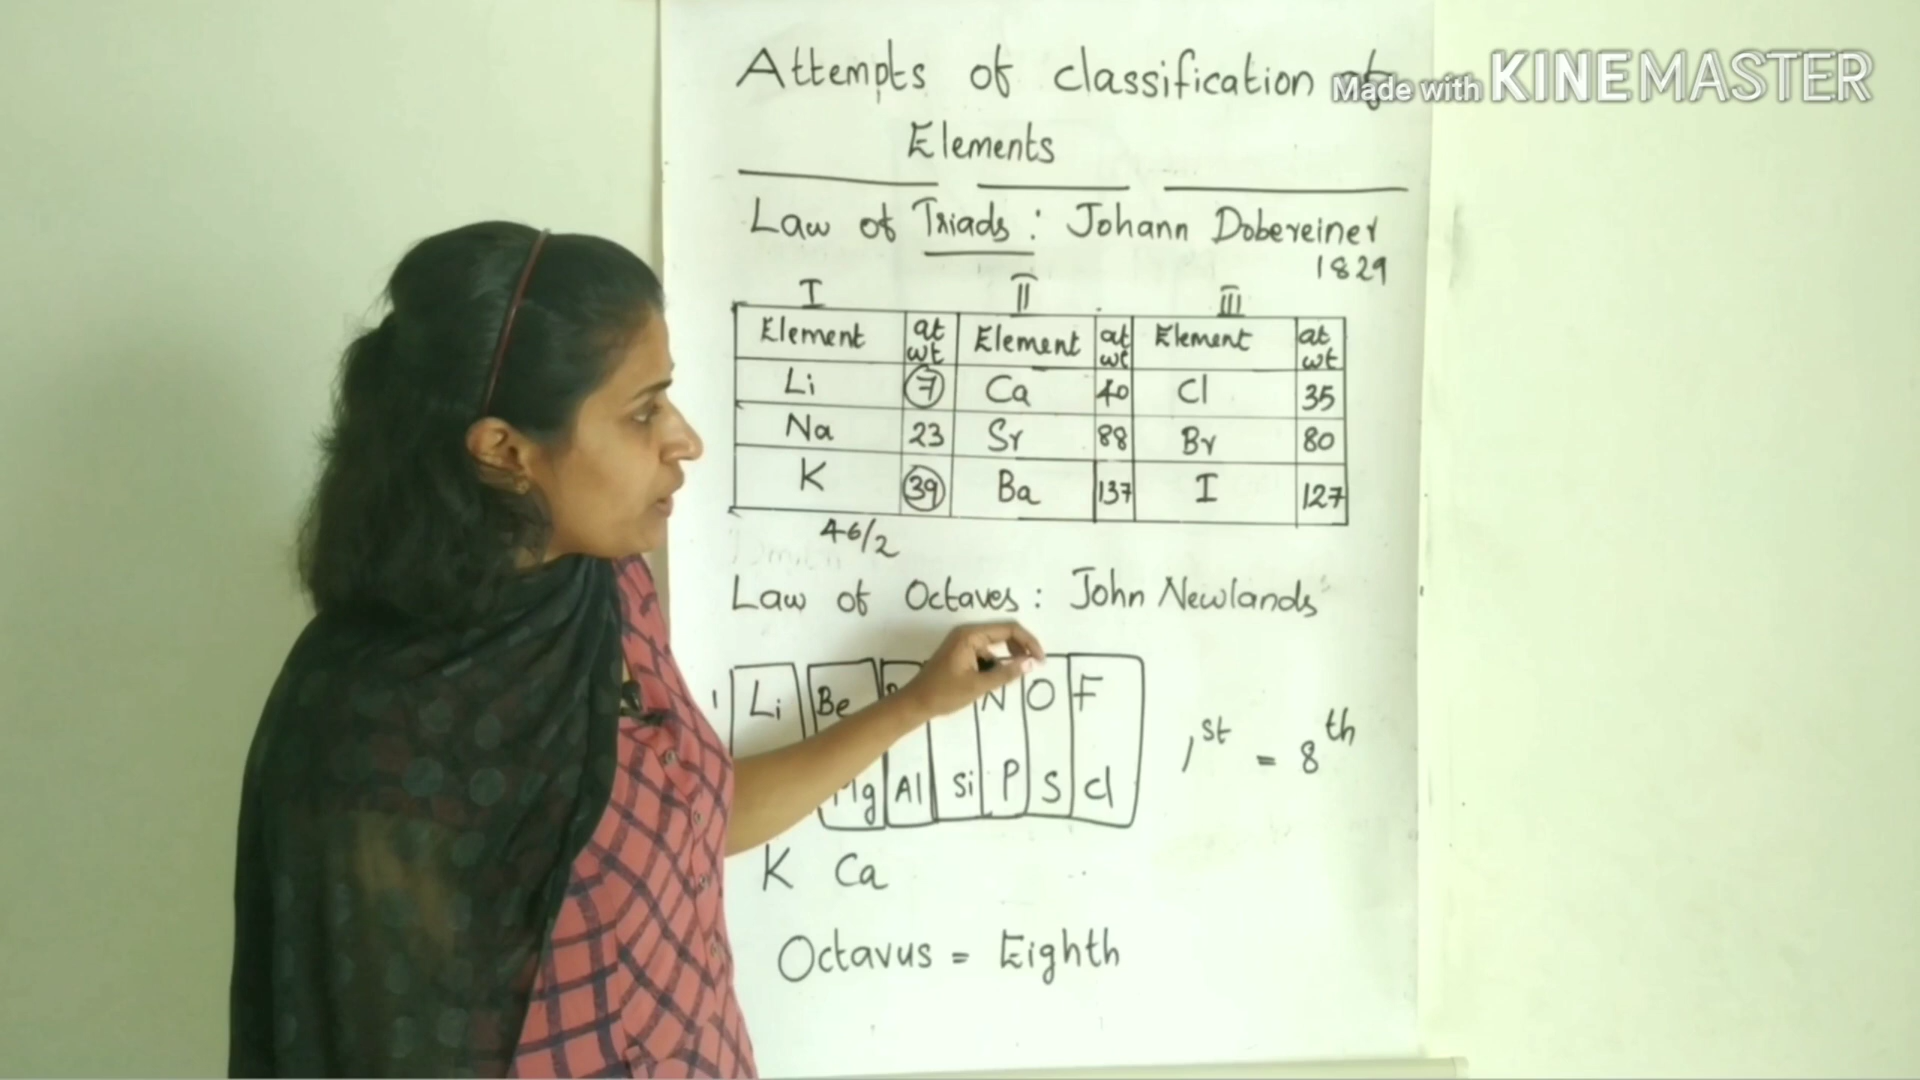 Attempts of classification of
Made with KINEMASTER
Elements
Law of Triads : Johann Dobereiner
1829
I II III
Element at wt Element at wt Element at wt
Li 7 Ca 40 Cl 35
Na 23 Sr 88 Br 80
K 39 Ba 137 I 127
46/2
Law of Octaves : John Newlands
1 Li Be N O F
1st = 8th
Mg Al Si P S Cl
K Ca
Octavus = Eighth